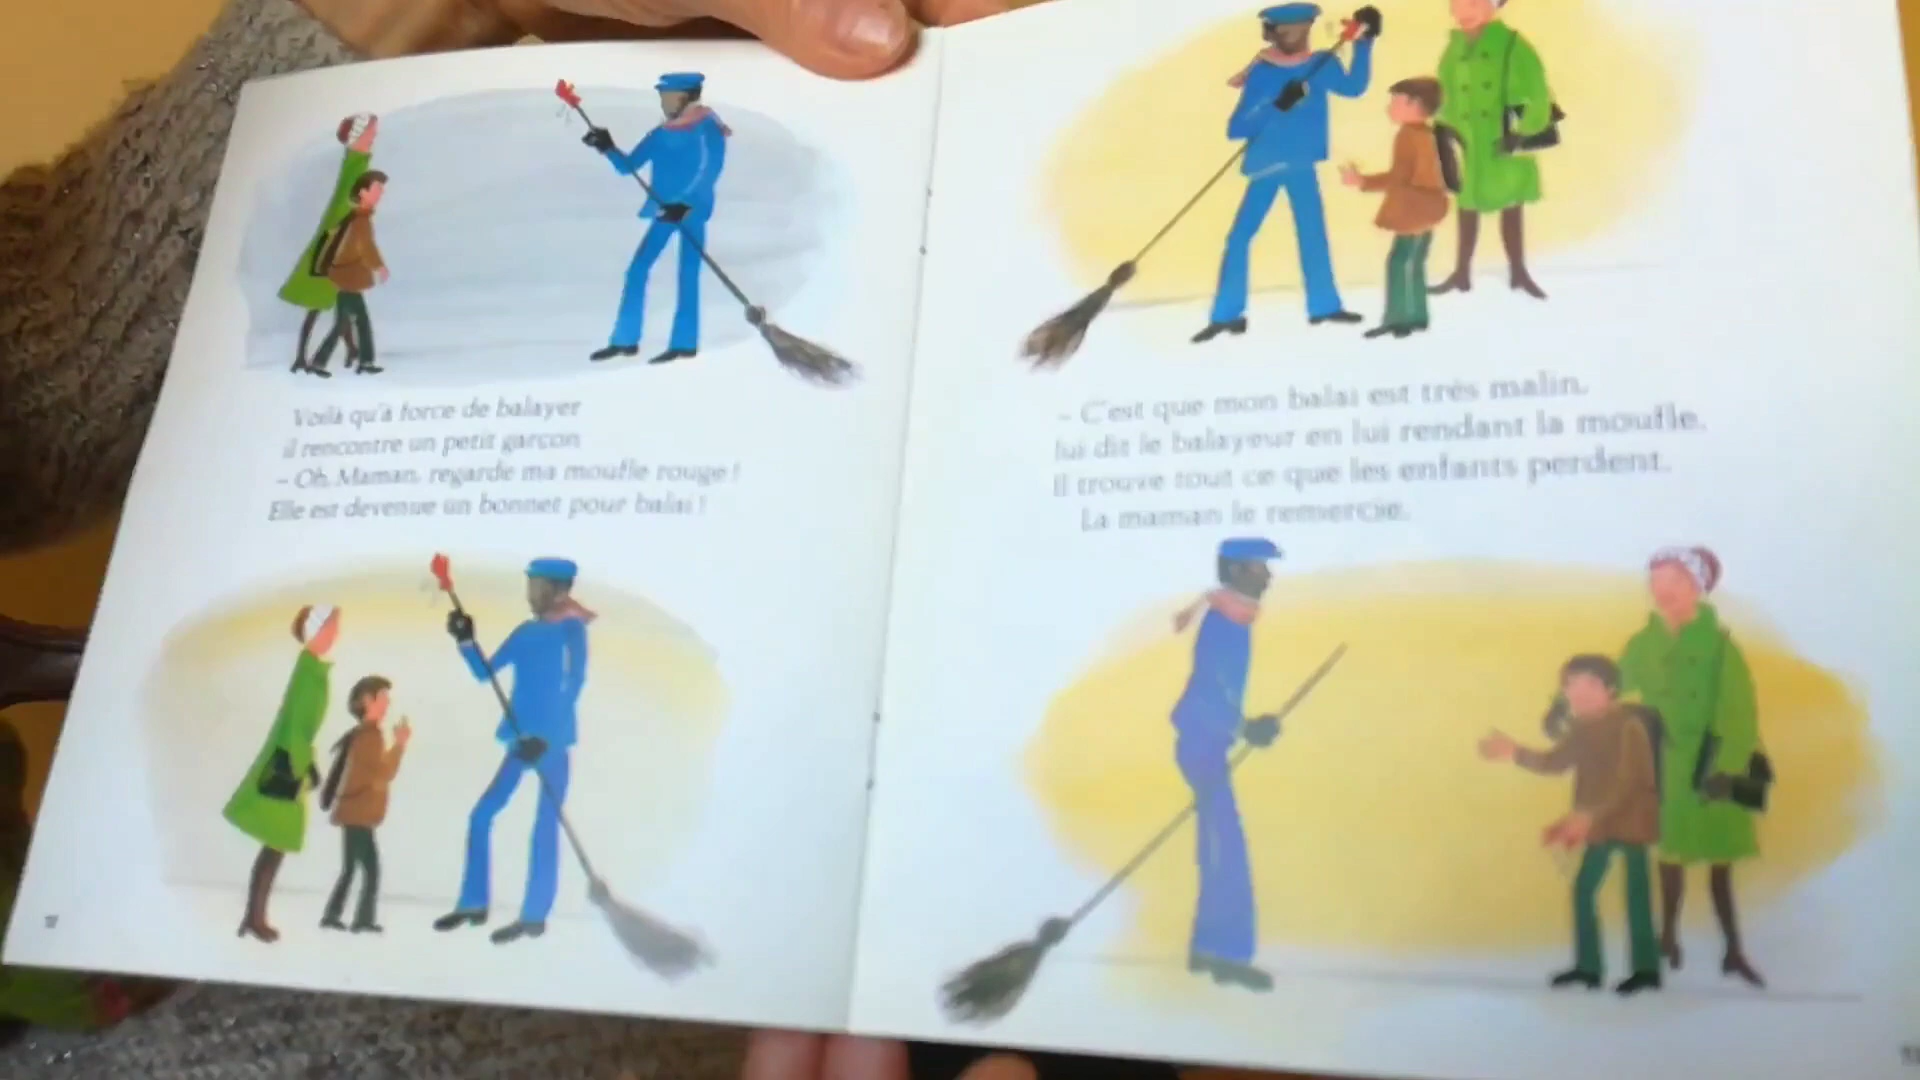 Voilà qu'à force de balayer
il rencontre un petit garçon
– Oh, Maman, regarde ma moufle rouge !
Elle est devenue un bonnet pour balai !
– C'est que mon balai est très malin,
lui dit le balayeur en lui rendant la moufle.
Il trouve tout ce que les enfants perdent.
La maman le remercie.